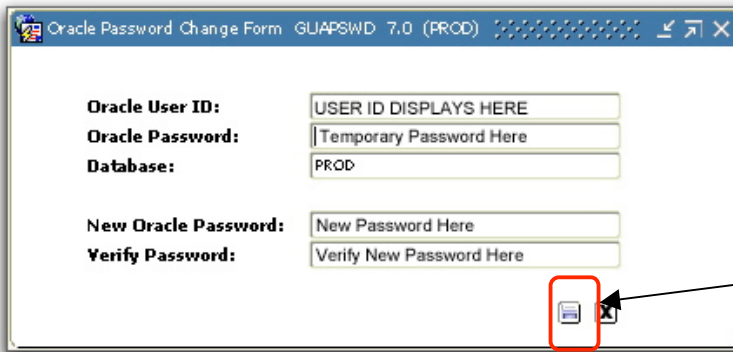 Oracle Password Change Form GUAPSWD 7.0 (PROD)
Oracle User ID: USER ID DISPLAYS HERE
Oracle Password: Temporary Password Here
Database: PROD
New Oracle Password: New Password Here
Verify Password: Verify New Password Here